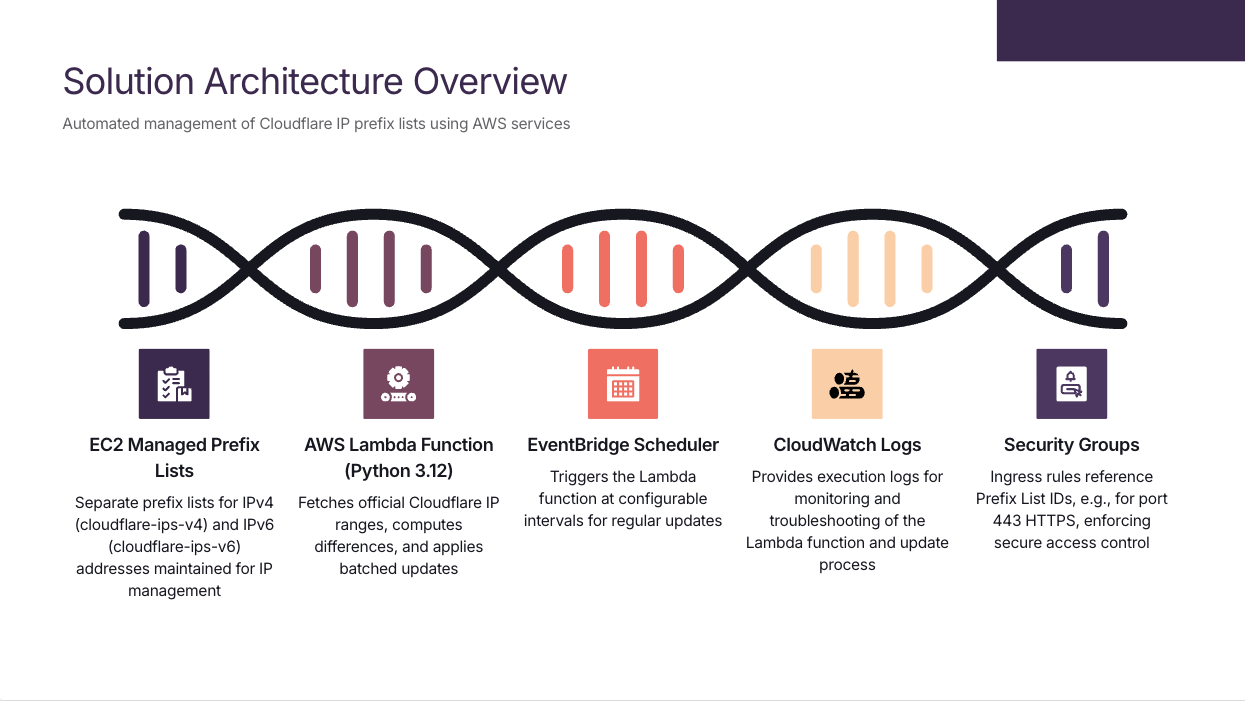 Solution Architecture Overview
Automated management of Cloudflare IP prefix lists using AWS services
EC2 Managed Prefix
Lists
Separate prefix lists for IPv4
(cloudflare-ips-v4) and IPv6
(cloudflare-ips-v6)
addresses maintained for IP
management
AWS Lambda Function
(Python 3.12)
Fetches official Cloudflare IP
ranges, computes
differences, and applies
batched updates
EventBridge Scheduler
Triggers the Lambda
function at configurable
intervals for regular updates
CloudWatch Logs
Provides execution logs for
monitoring and
troubleshooting of the
Lambda function and update
process
Security Groups
Ingress rules reference
Prefix List IDs, e.g., for port
443 HTTPS, enforcing
secure access control